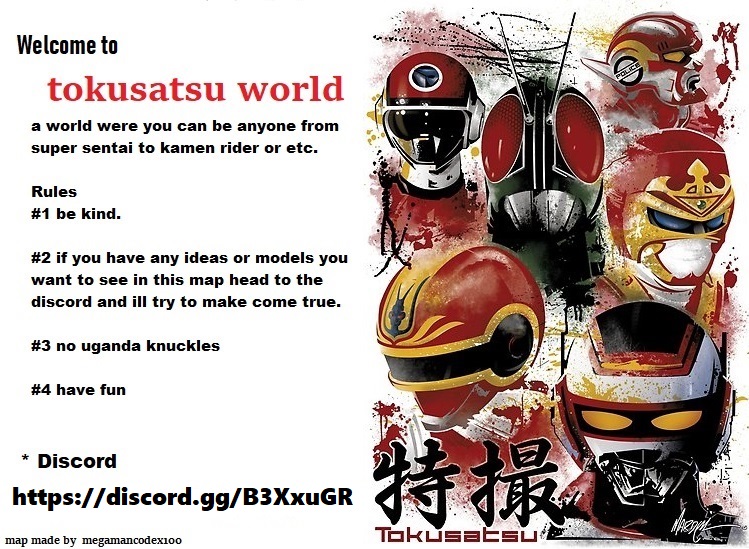 Welcome to
tokusatsu world
a world were you can be anyone from
super sentai to kamen rider or etc.
Rules
#1 be kind.
#2 if you have any ideas or models you
want to see in this map head to the
discord and ill try to make come true.
#3 no uganda knuckles
#4 have fun
* Discord
https://discord.gg/B3XxuGR
map made by megamancodex100
POLICE
特撮
Tokusatsu